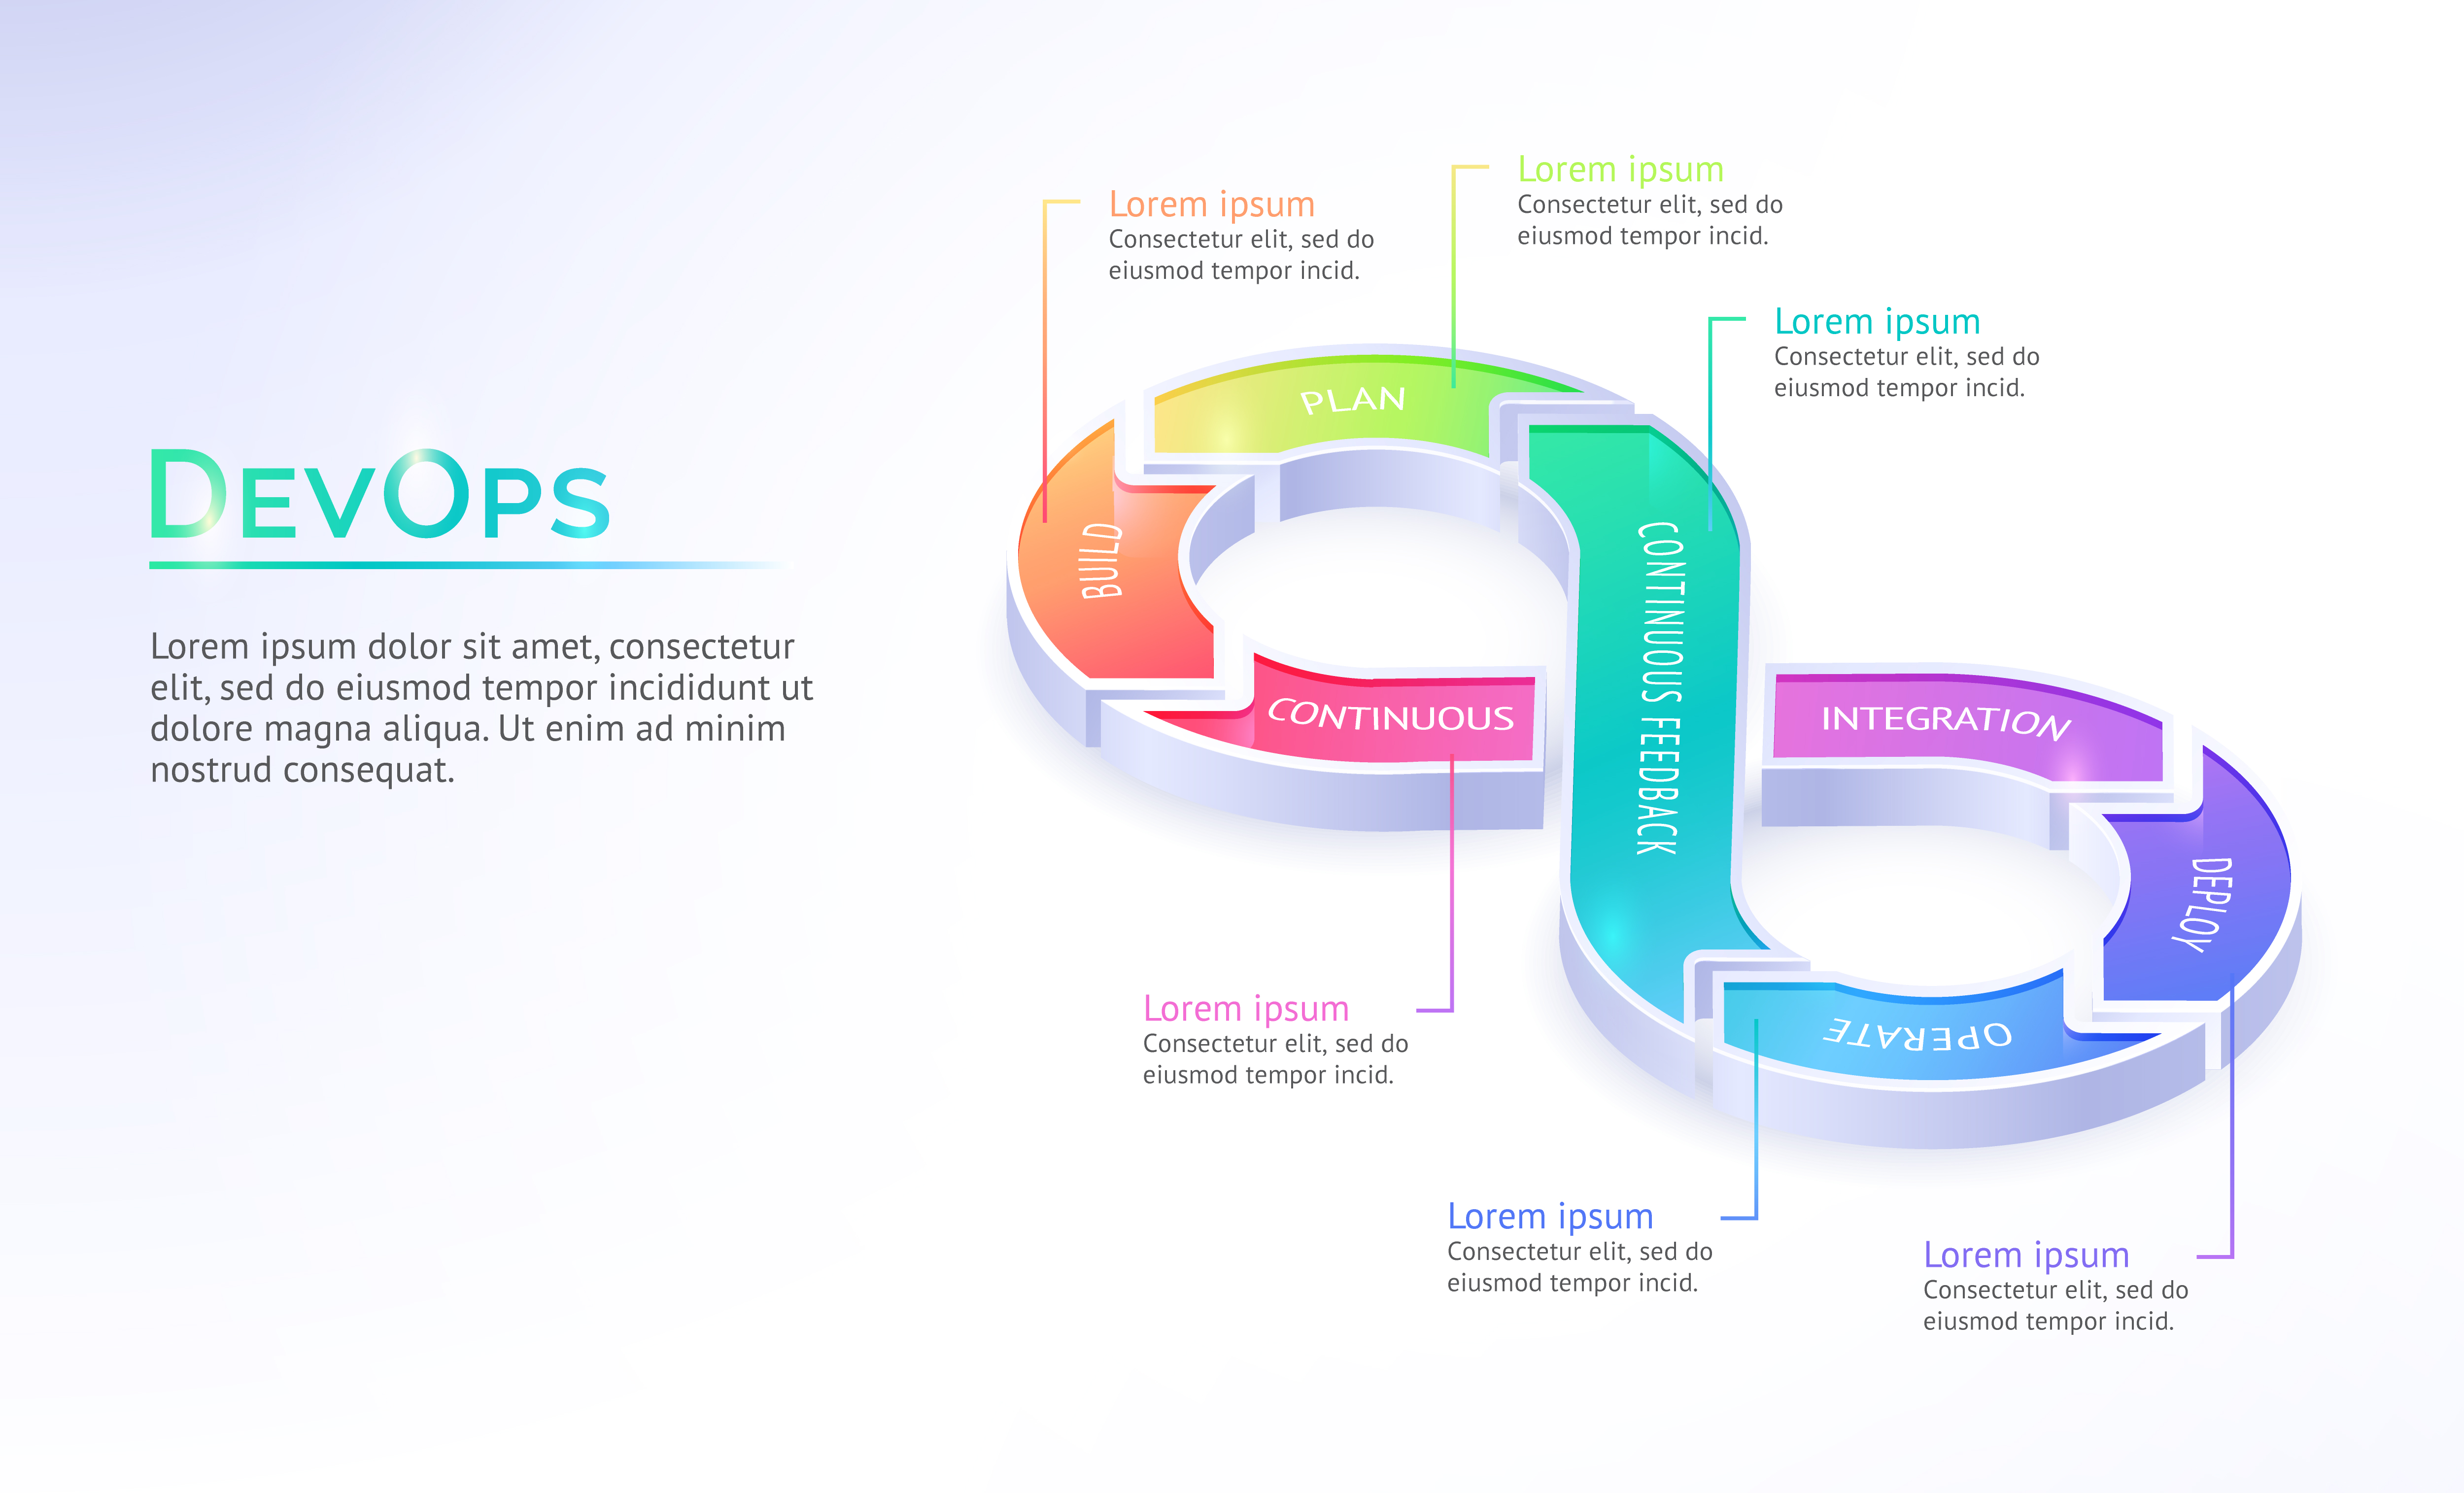 DEVOPS
Lorem ipsum dolor sit amet, consectetur
elit, sed do eiusmod tempor incididunt ut
dolore magna aliqua. Ut enim ad minim
nostrud consequat.
Lorem ipsum
Consectetur elit, sed do
eiusmod tempor incid.
Lorem ipsum
Consectetur elit, sed do
eiusmod tempor incid.
Lorem ipsum
Consectetur elit, sed do
eiusmod tempor incid.
PLAN
BUILD
CONTINUOUS
CONTINUOUS FEEDBACK
INTEGRATION
DEPLOY
OPERATE
Lorem ipsum
Consectetur elit, sed do
eiusmod tempor incid.
Lorem ipsum
Consectetur elit, sed do
eiusmod tempor incid.
Lorem ipsum
Consectetur elit, sed do
eiusmod tempor incid.